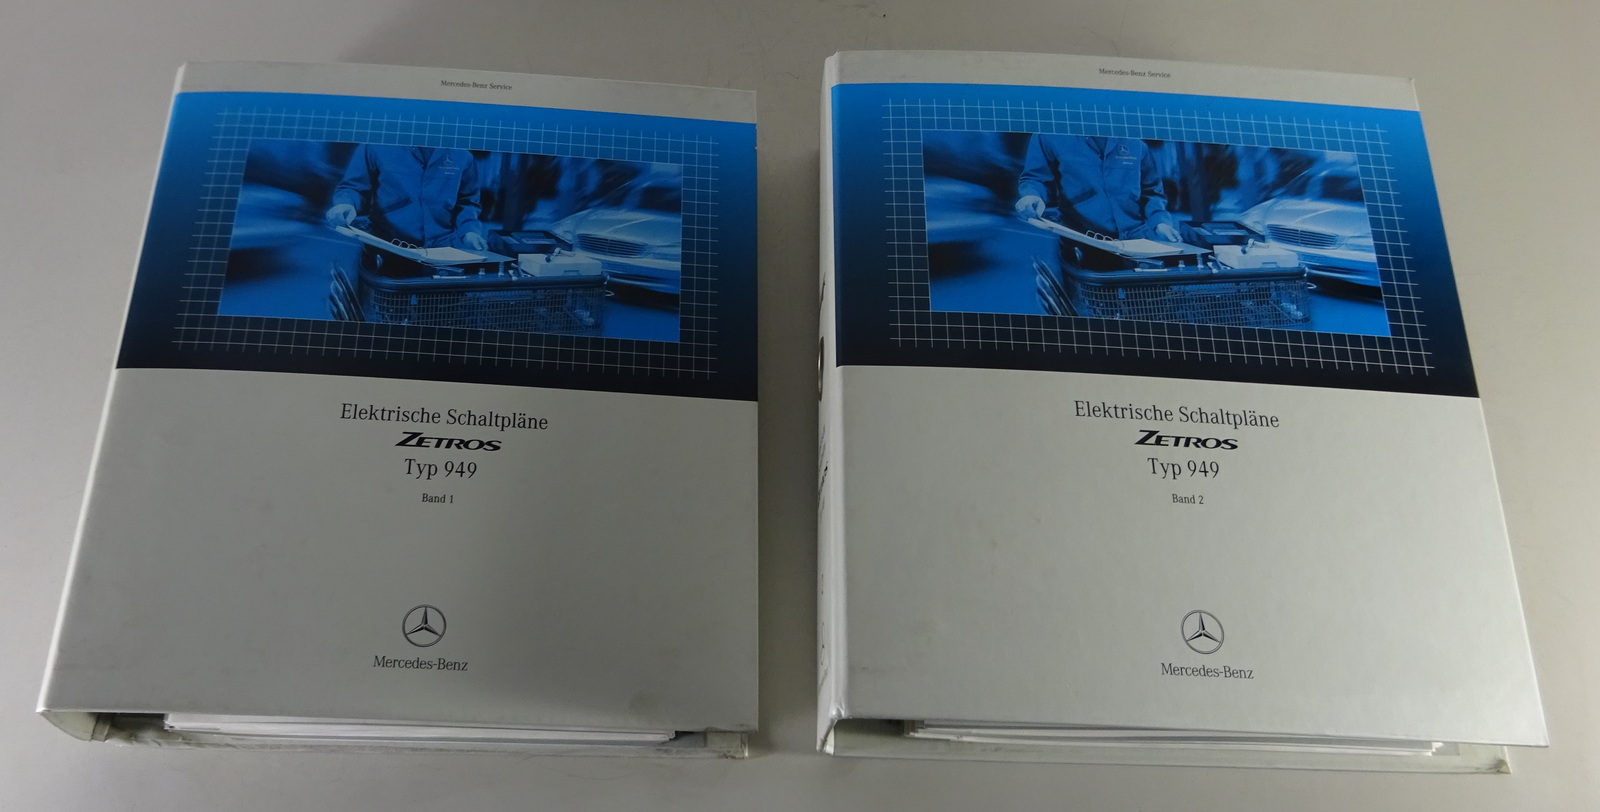 Mercedes-Benz Service
Elektrische Schaltpläne
ZETROS
Typ 949
Band 1
Mercedes-Benz
Mercedes-Benz Service
Elektrische Schaltpläne
ZETROS
Typ 949
Band 2
Mercedes-Benz